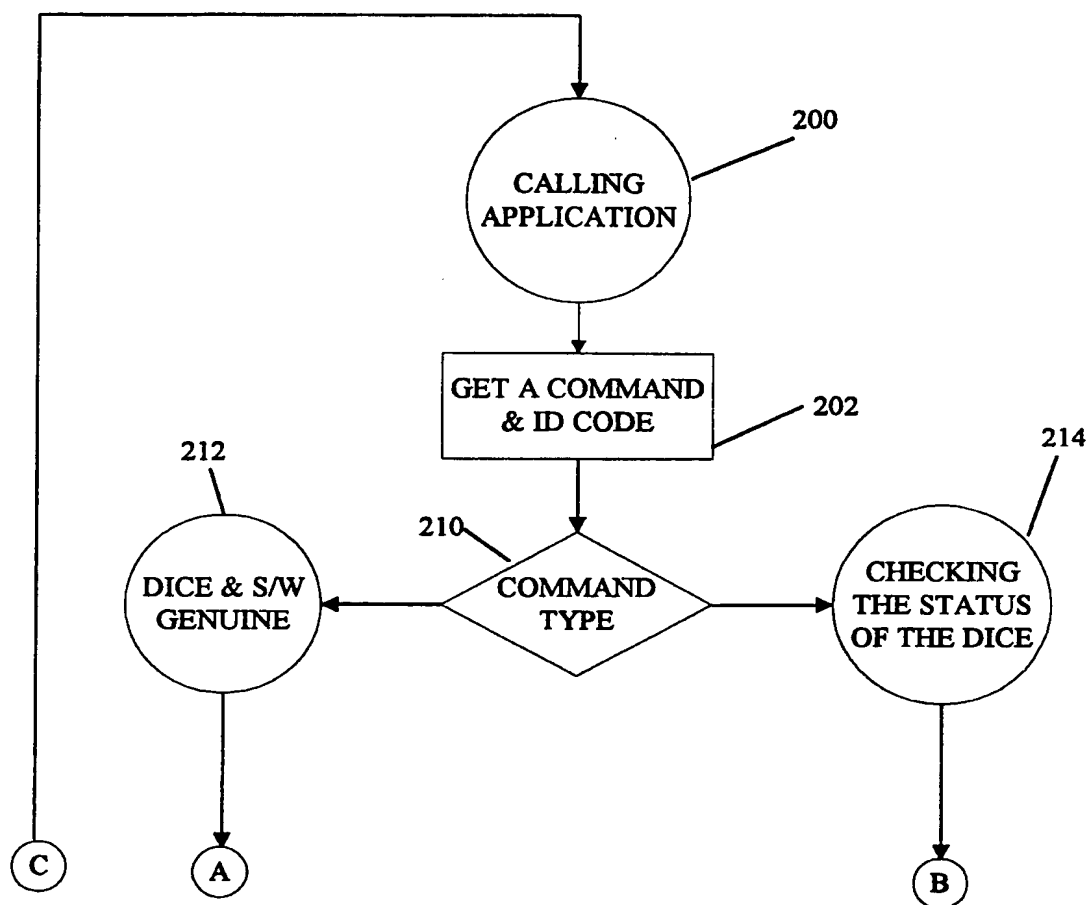 200
CALLING
APPLICATION
GET A COMMAND
& ID CODE
202
212
210
214
DICE & S/W
GENUINE
COMMAND
TYPE
CHECKING
THE STATUS
OF THE DICE
C
A
B